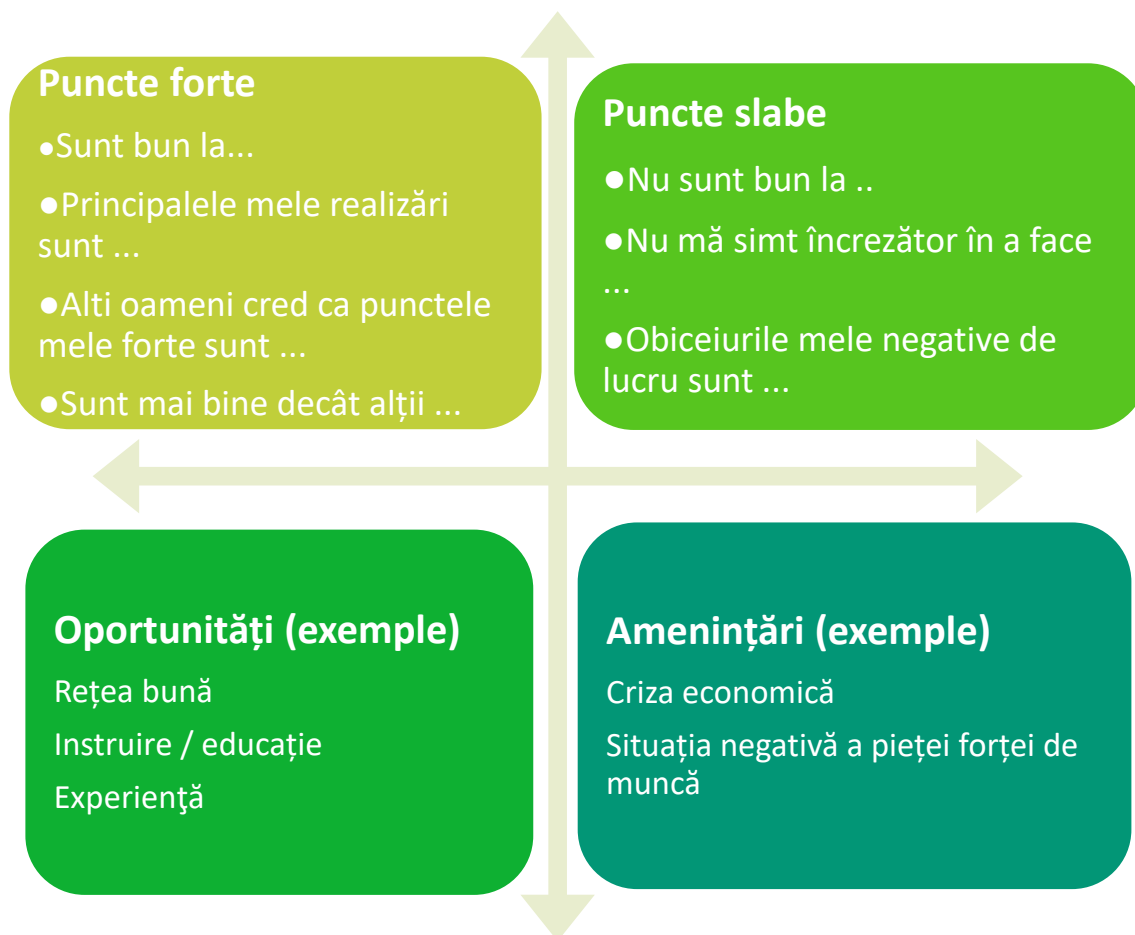 Puncte forte
●Sunt bun la...
●Principalele mele realizări
sunt ...
●Alti oameni cred ca punctele
mele forte sunt ...
●Sunt mai bine decât alții ...
Puncte slabe
●Nu sunt bun la ..
●Nu mă simt încrezător în a face
...
●Obiceiurile mele negative de
lucru sunt ...
Oportunități (exemple)
Rețea bună
Instruire / educație
Experienţă
Amenințări (exemple)
Criza economică
Situația negativă a pieței forței de
muncă